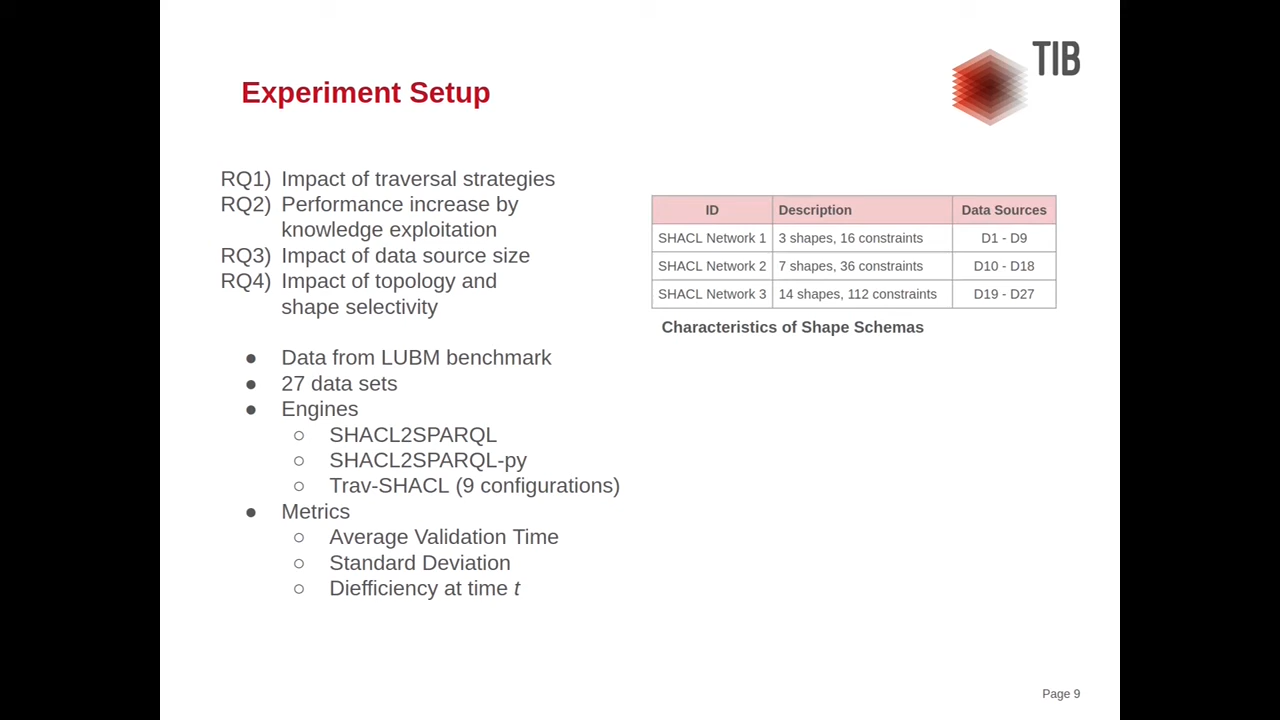 TIB
Experiment Setup
RQ1) Impact of traversal strategies
RQ2) Performance increase by
knowledge exploitation
RQ3) Impact of data source size
RQ4) Impact of topology and
shape selectivity
● Data from LUBM benchmark
● 27 data sets
● Engines
○ SHACL2SPARQL
○ SHACL2SPARQL-py
○ Trav-SHACL (9 configurations)
● Metrics
○ Average Validation Time
○ Standard Deviation
○ Diefficiency at time t
ID Description Data Sources
SHACL Network 1 3 shapes, 16 constraints D1 - D9
SHACL Network 2 7 shapes, 36 constraints D10 - D18
SHACL Network 3 14 shapes, 112 constraints D19 - D27
Characteristics of Shape Schemas
Page 9